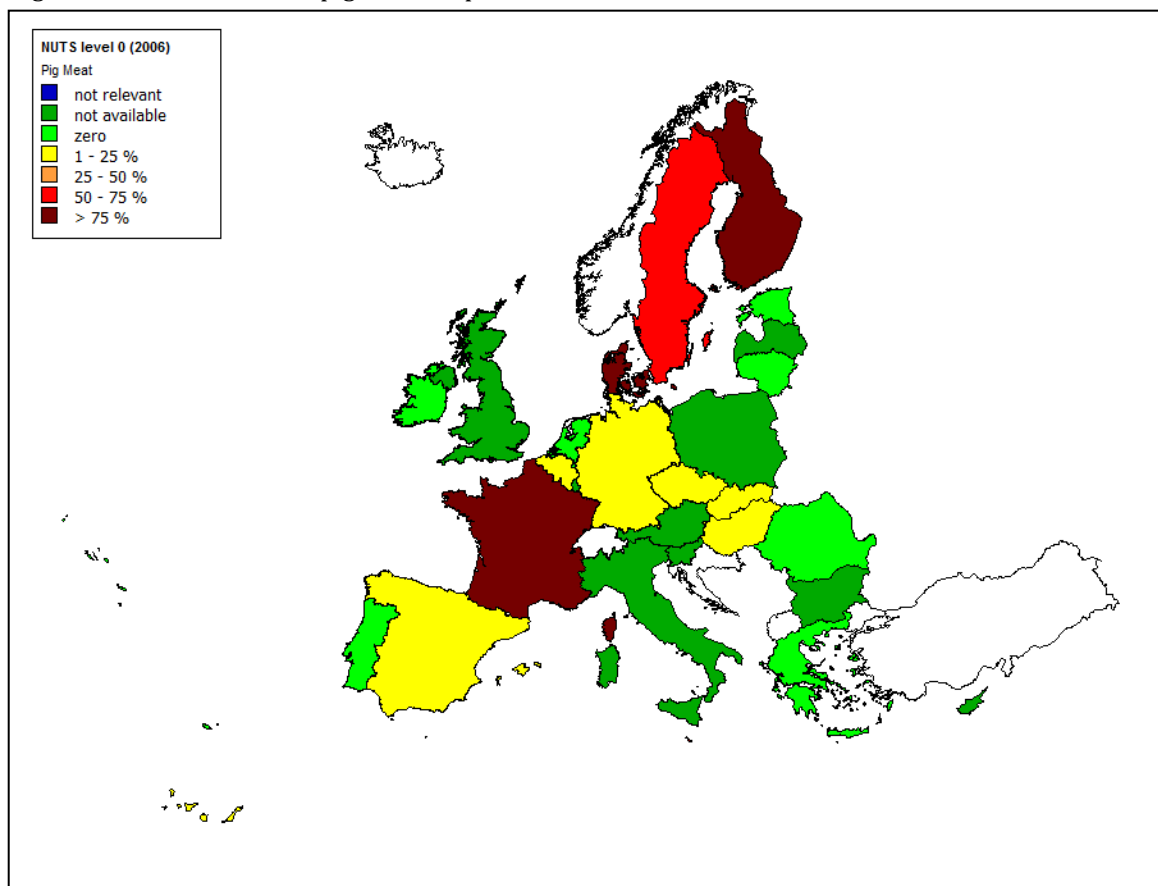 NUTS level 0 (2006)
Pig Meat
not relevant
not available
zero
1 - 25 %
25 - 50 %
50 - 75 %
> 75 %